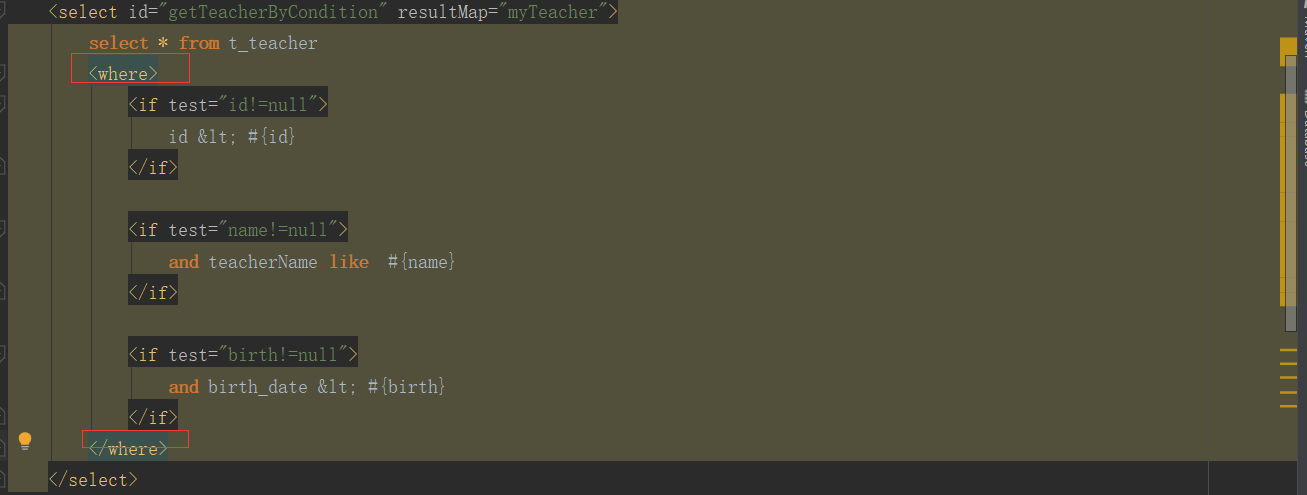 <select id="getTeacherByCondition" resultMap="myTeacher">
select * from t_teacher
<where>
<if test="id!=null">
id &lt; #{id}
</if>
<if test="name!=null">
and teacherName like  #{name}
</if>
<if test="birth!=null">
and birth_date &lt; #{birth}
</if>
</where>
</select>